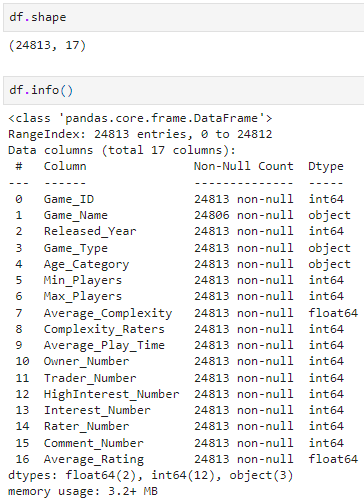 df.shape
(24813, 17)
df.info()
<class 'pandas.core.frame.DataFrame'>
RangeIndex: 24813 entries, 0 to 24812
Data columns (total 17 columns):
 #   Column               Non-Null Count  Dtype
---  ------               --------------  -----
 0   Game_ID              24813 non-null  int64
 1   Game_Name            24806 non-null  object
 2   Released_Year        24813 non-null  int64
 3   Game_Type            24813 non-null  object
 4   Age_Category         24813 non-null  object
 5   Min_Players          24813 non-null  int64
 6   Max_Players          24813 non-null  int64
 7   Average_Complexity   24813 non-null  float64
 8   Complexity_Raters    24813 non-null  int64
 9   Average_Play_Time    24813 non-null  int64
 10  Owner_Number         24813 non-null  int64
 11  Trader_Number        24813 non-null  int64
 12  HighInterest_Number  24813 non-null  int64
 13  Interest_Number      24813 non-null  int64
 14  Rater_Number         24813 non-null  int64
 15  Comment_Number       24813 non-null  int64
 16  Average_Rating       24813 non-null  float64
dtypes: float64(2), int64(12), object(3)
memory usage: 3.2+ MB